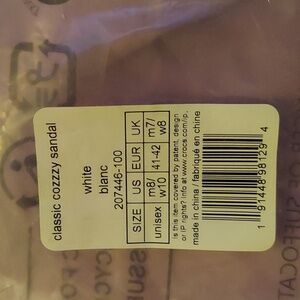 classic cozzzy sandal
white
blanc
207446-100
SIZE US EUR UK
unisex m8/ w10 41-42 m7/ w8
is this item covered by patent, design
or IP rights? info at www.crocs.com/ip.
made in china / fabriqué en chine
1 91448 98129 4